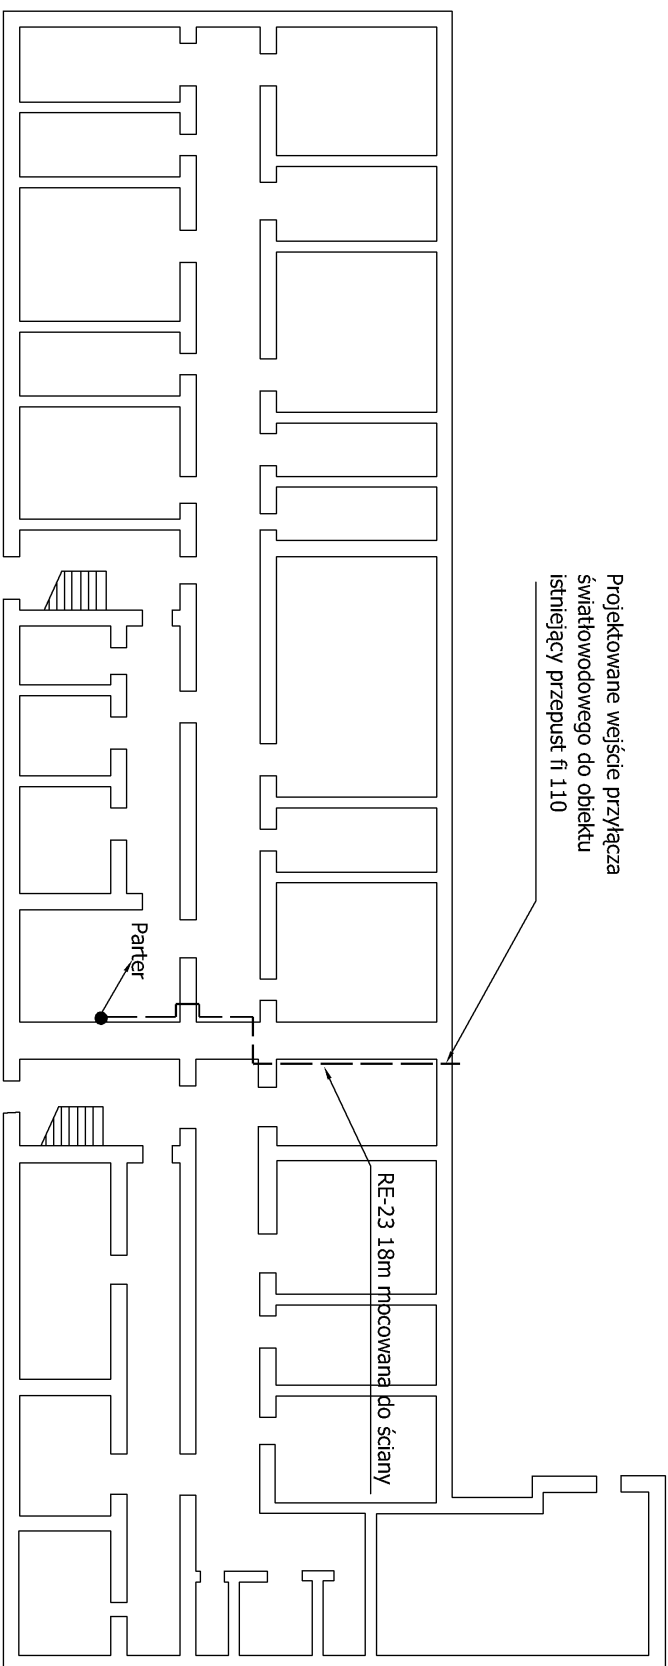 Projektowane wejście przyłącza
światłowodowego do obiektu
istniejący przepust fi 110
Parter
RE-23 18m mocowana do ściany